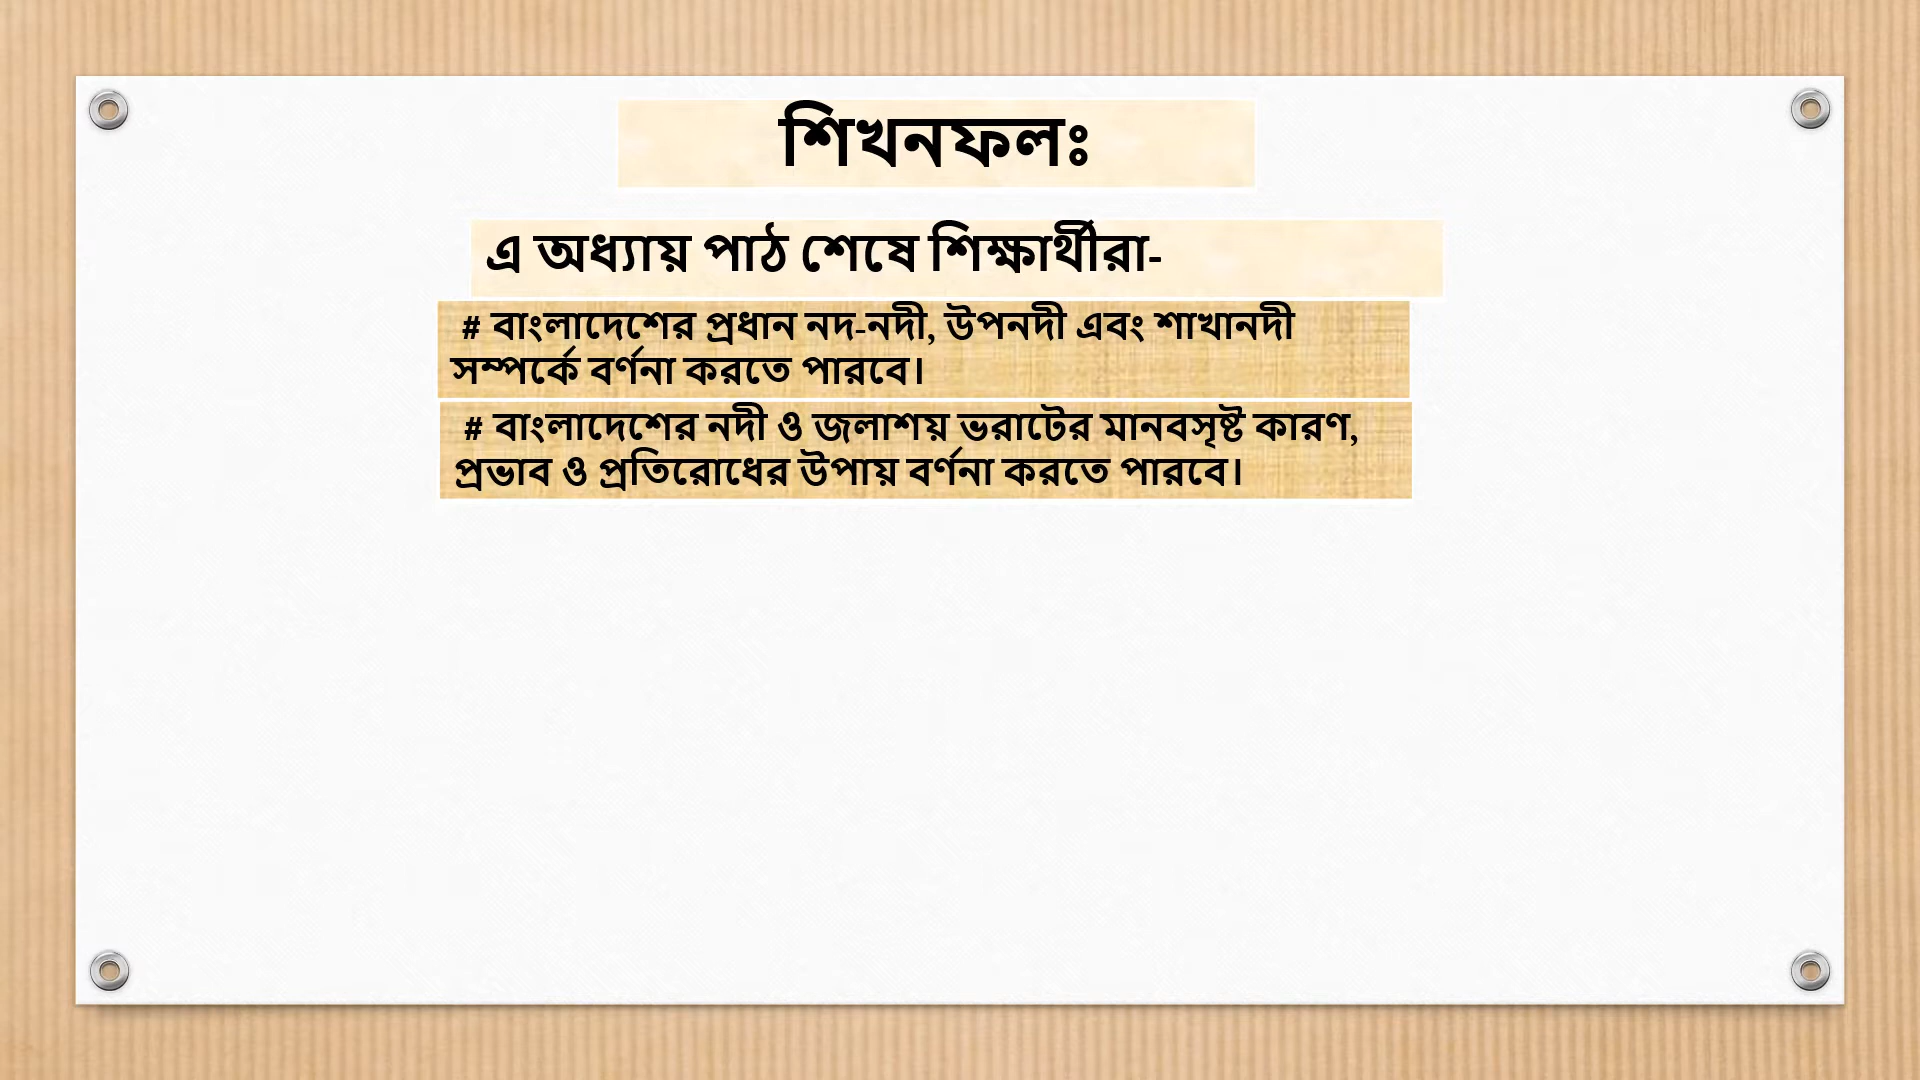 শিখনফলঃ
এ অধ্যায় পাঠ শেষে শিক্ষার্থীরা-
# বাংলাদেশের প্রধান নদ-নদী, উপনদী এবং শাখানদী
সম্পর্কে বর্ণনা করতে পারবে।
# বাংলাদেশের নদী ও জলাশয় ভরাটের মানবসৃষ্ট কারণ,
প্রভাব ও প্রতিরোধের উপায় বর্ণনা করতে পারবে।